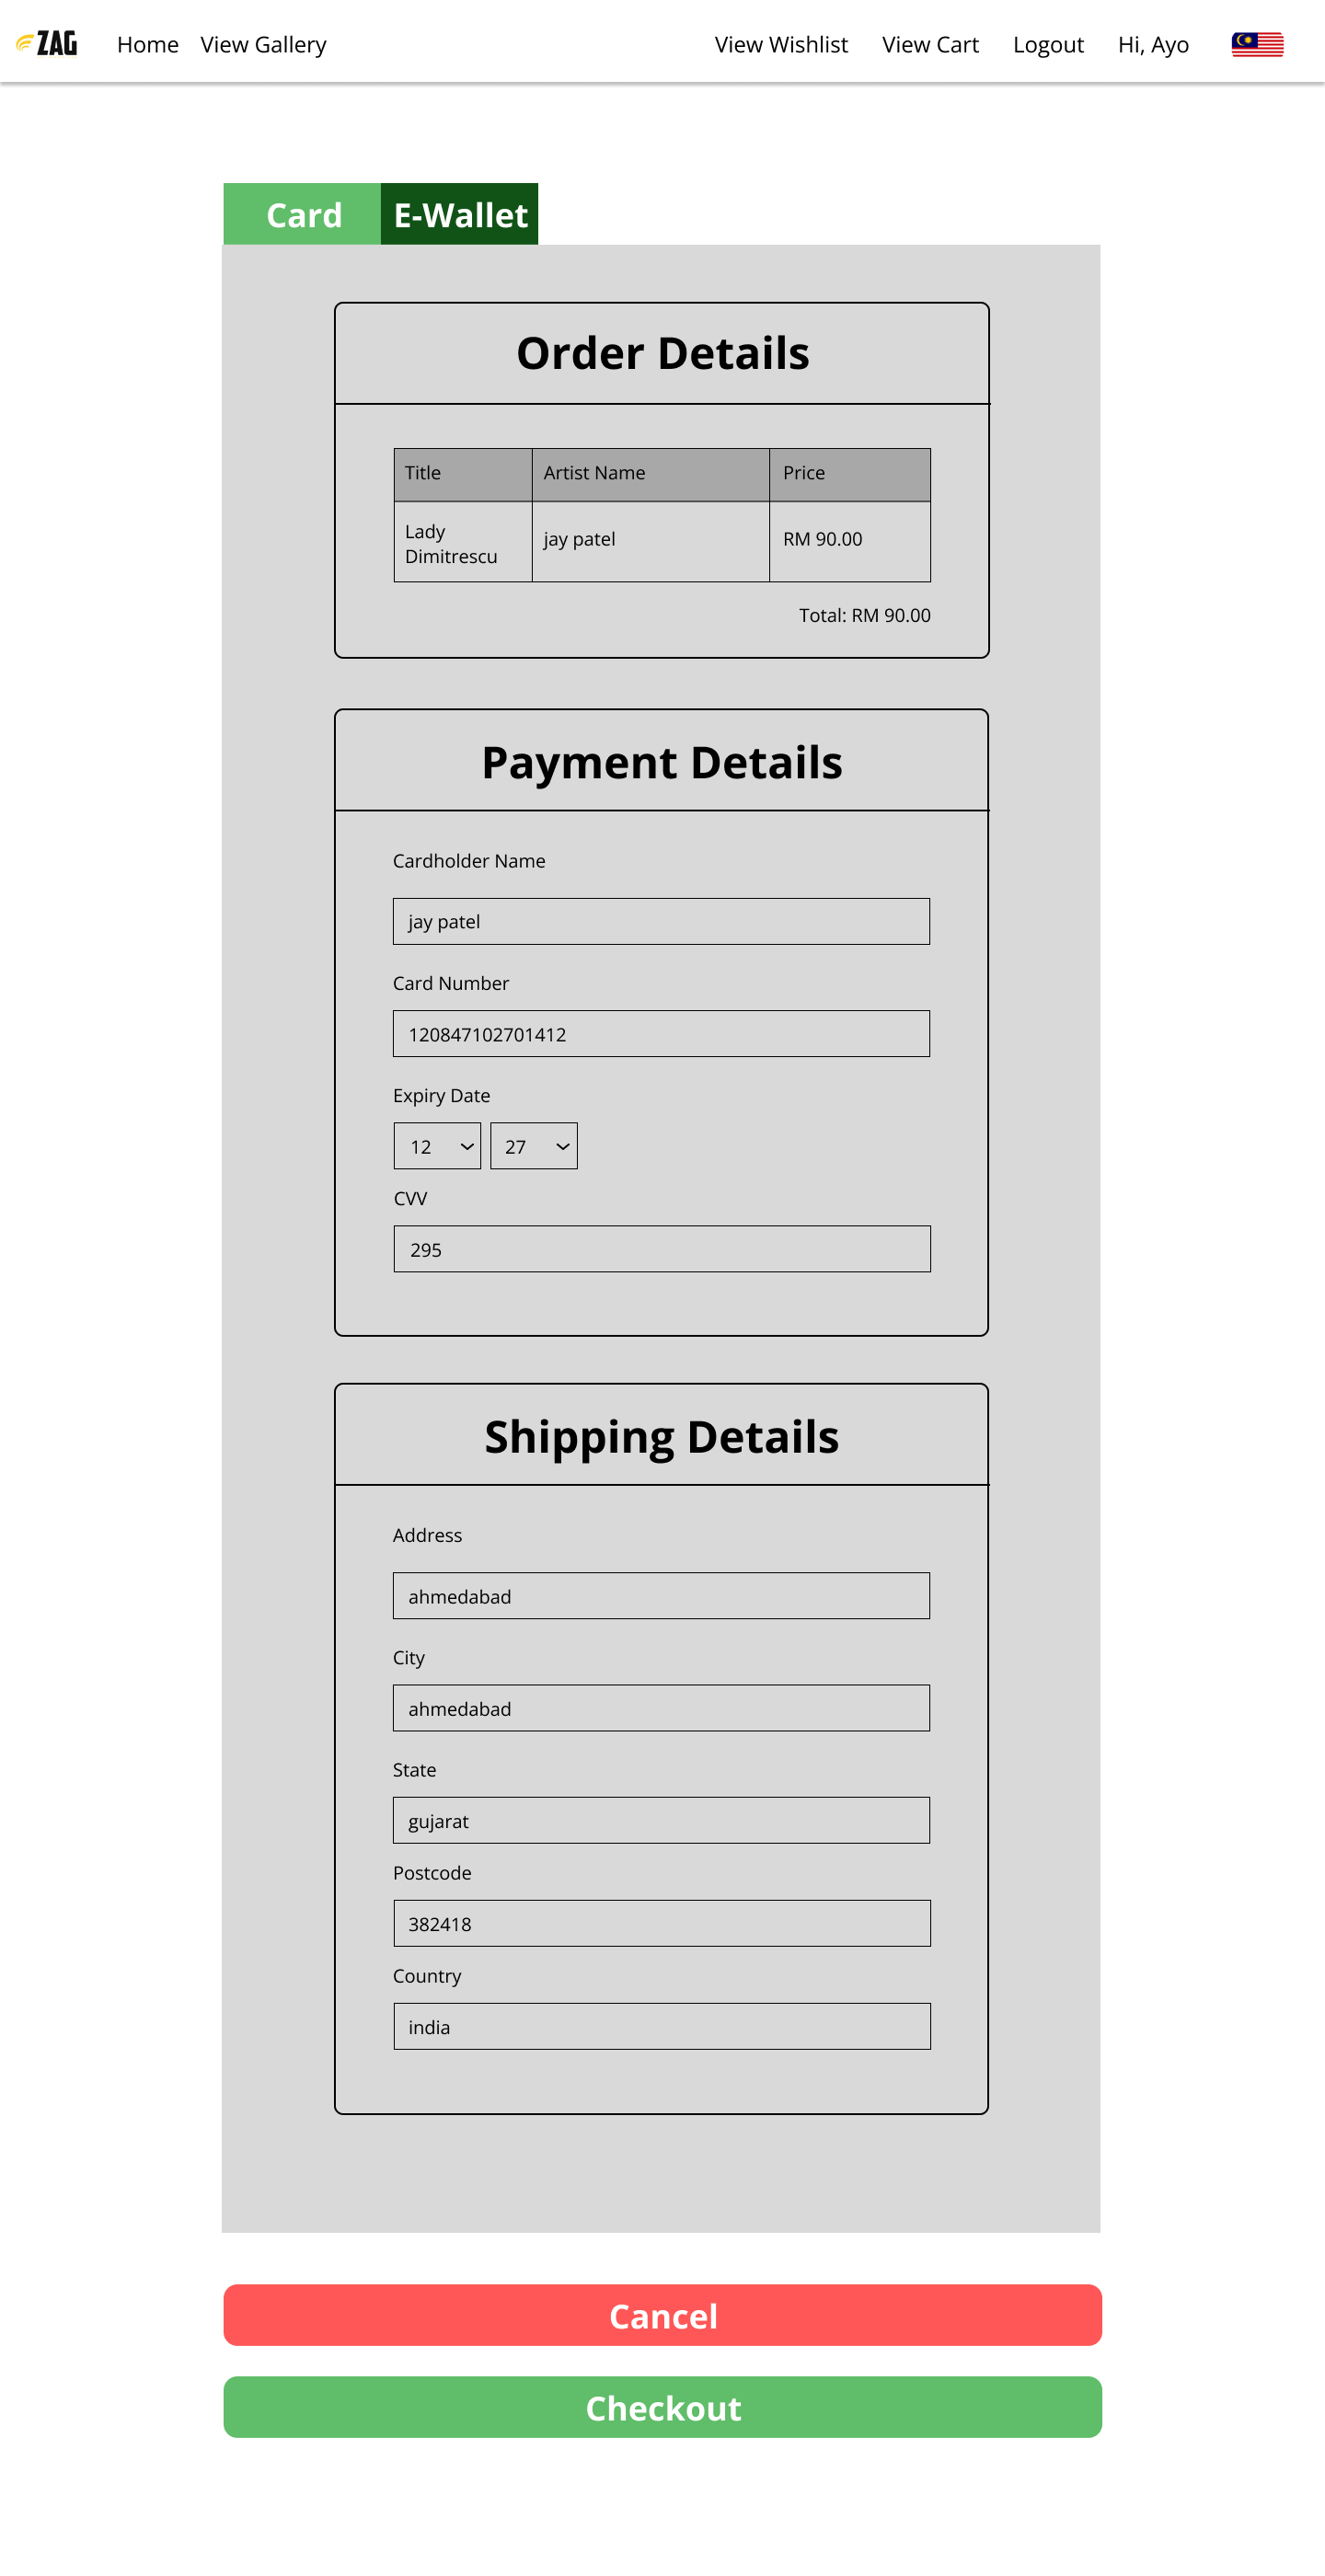 ZAG Home View Gallery View Wishlist View Cart Logout Hi, Ayo
Card E-Wallet
Order Details
Title Artist Name Price
Lady
Dimitrescu jay patel RM 90.00
Total: RM 90.00
Payment Details
Cardholder Name
jay patel
Card Number
120847102701412
Expiry Date
12 27
CVV
295
Shipping Details
Address
ahmedabad
City
ahmedabad
State
gujarat
Postcode
382418
Country
india
Cancel
Checkout